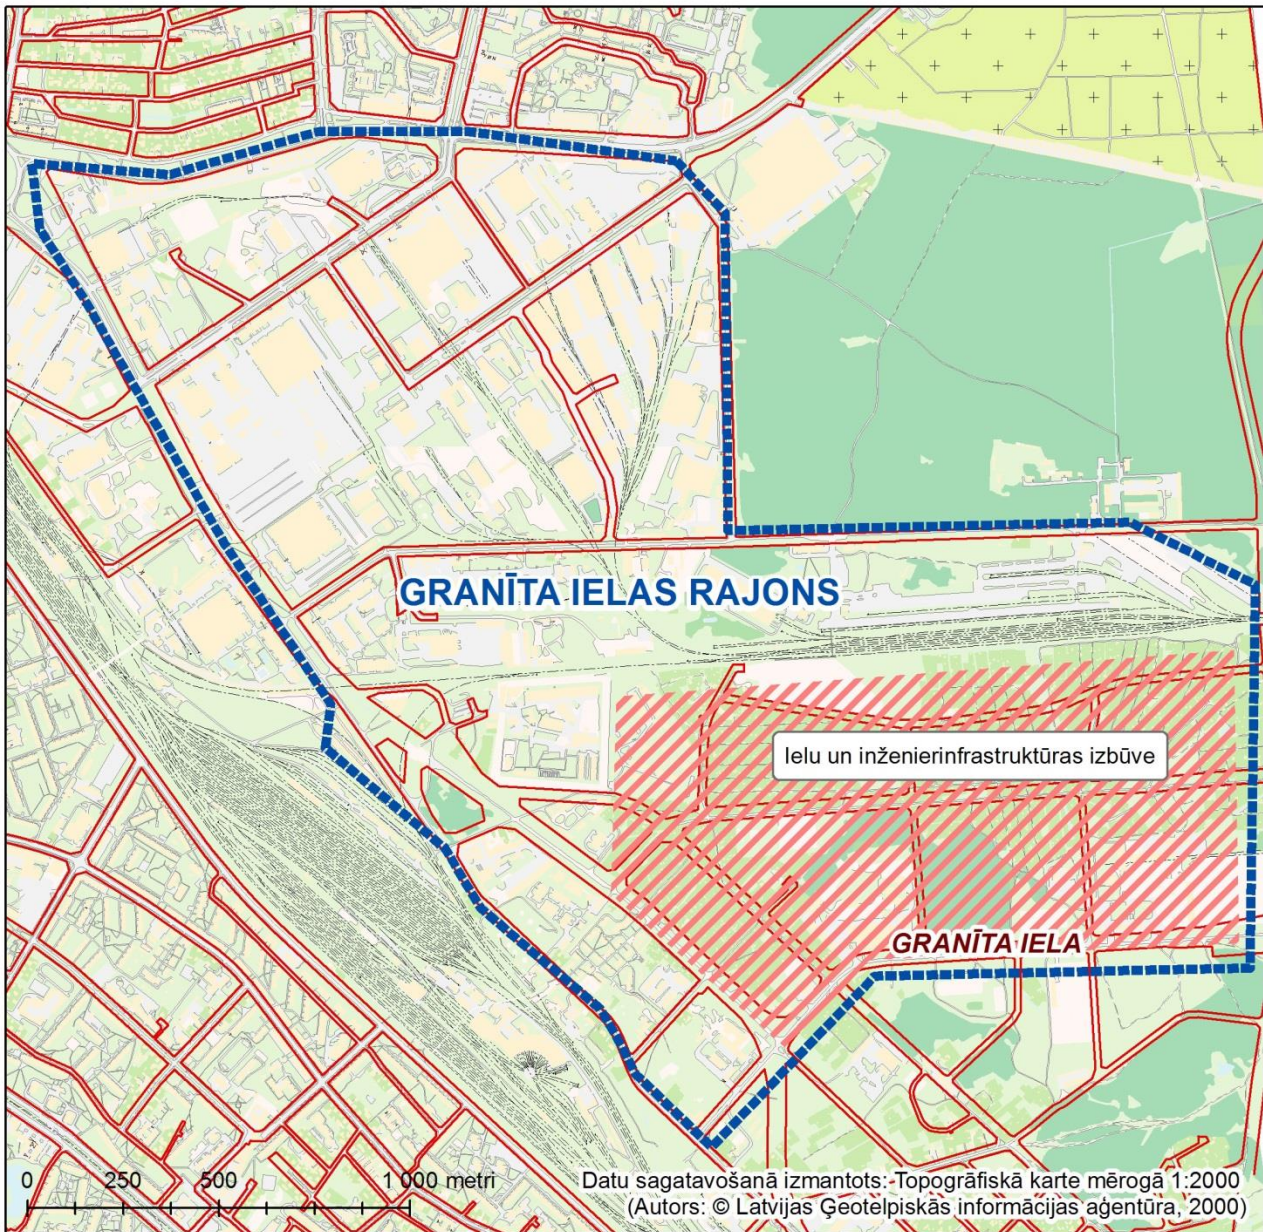 GRANĪTA IELAS RAJONS
Ielu un inženierinfrastruktūras izbūve
GRANĪTA IELA
0 250 500 1 000 metri
Datu sagatavošanā izmantots: Topogrāfiskā karte mērogā 1:2000
(Autors: © Latvijas Ģeotelpiskās informācijas aģentūra, 2000)